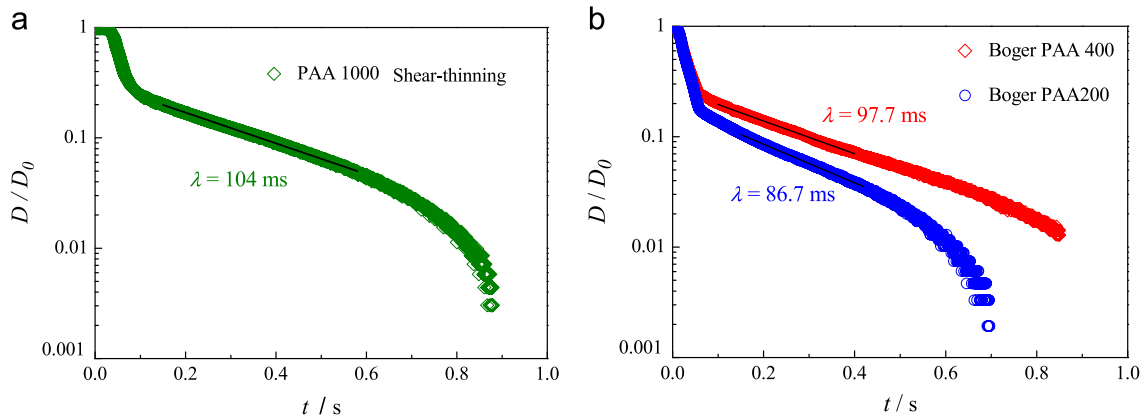 a
1
0.1
0.01
0.001
D / D0
PAA 1000 Shear-thinning
λ = 104 ms
0.0 0.2 0.4 0.6 0.8 1.0
t / s
b
1
0.1
0.01
0.001
D / D0
Boger PAA 400
Boger PAA200
λ = 97.7 ms
λ = 86.7 ms
0.0 0.2 0.4 0.6 0.8 1.0
t / s